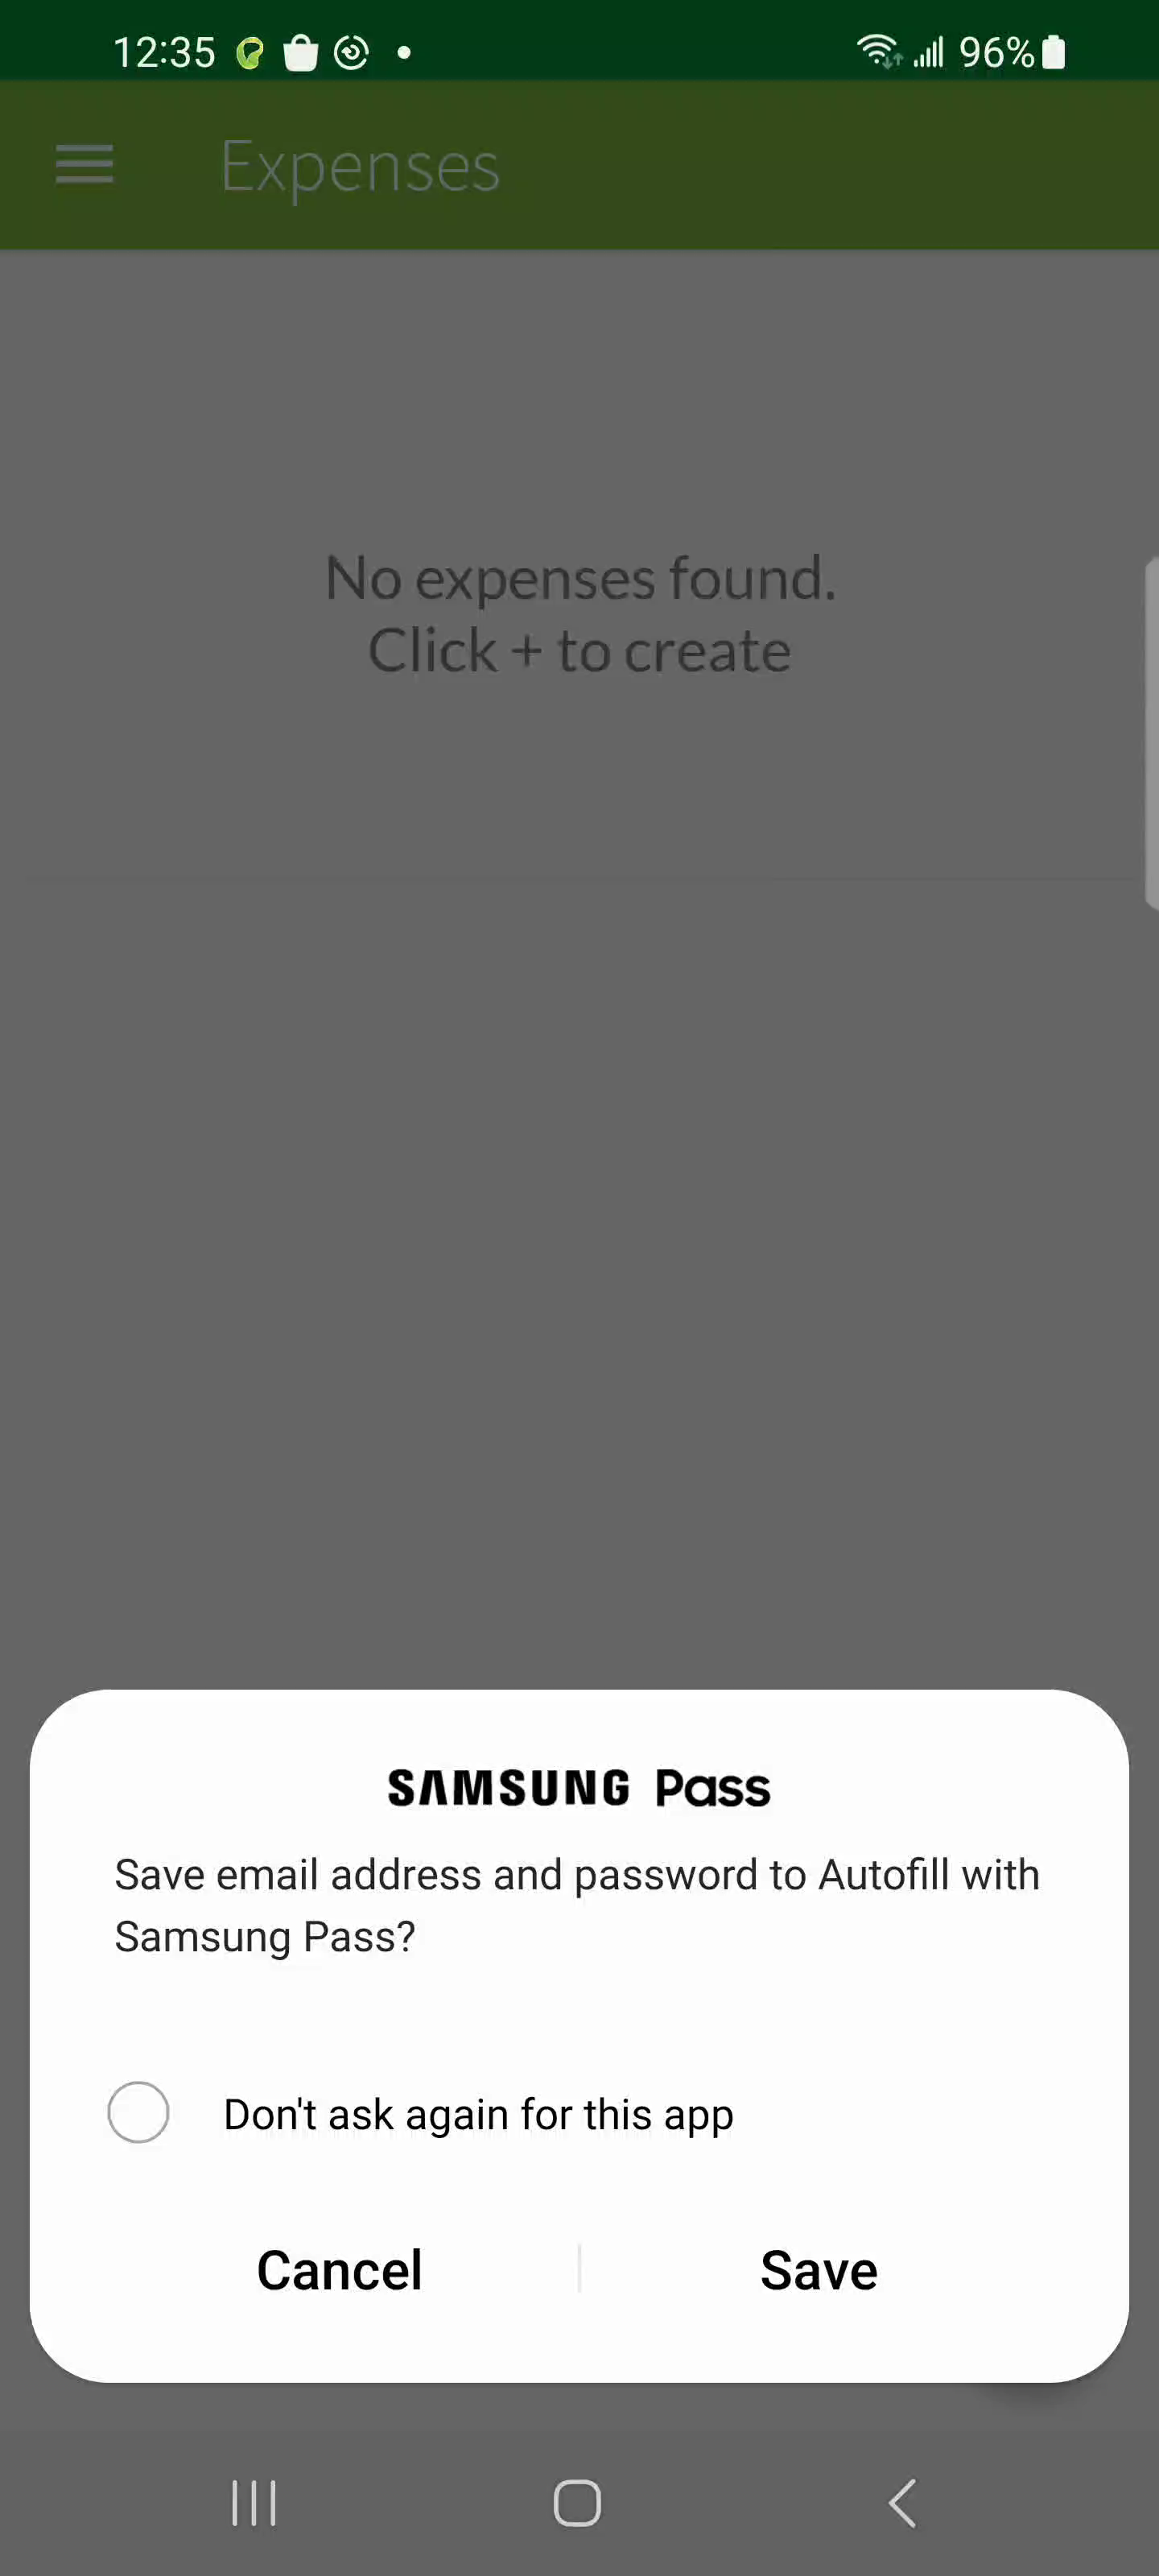 12:35
96%
Expenses
No expenses found.
Click + to create
SAMSUNG Pass
Save email address and password to Autofill with
Samsung Pass?
Don't ask again for this app
Cancel
Save